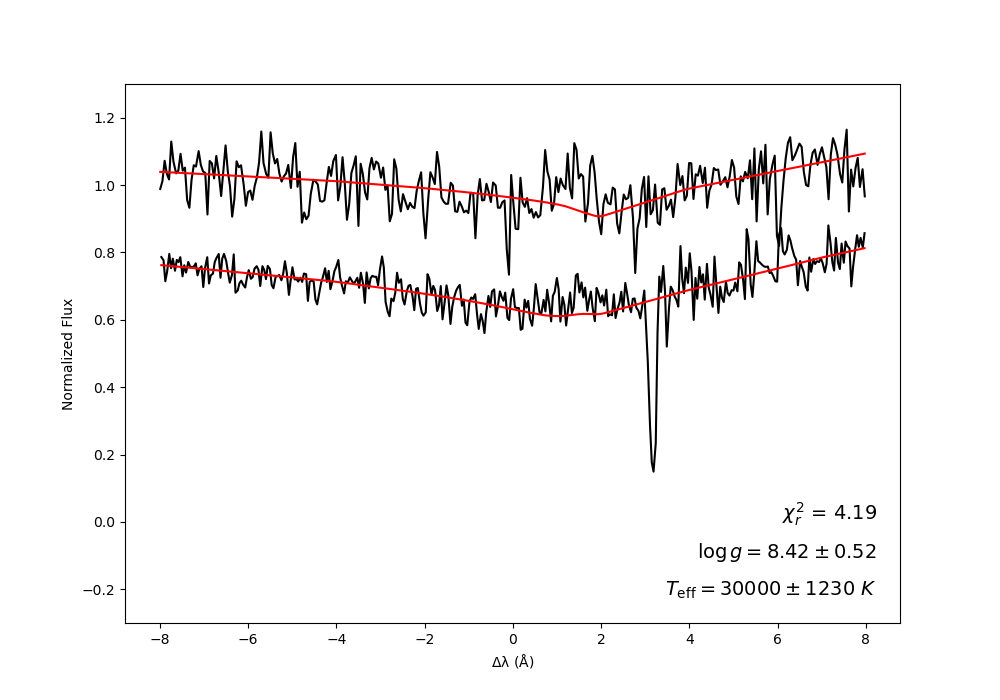 1.2
1.0
0.8
0.6
0.4
0.2
0.0
−0.2
Normalized Flux
χ²ᵣ = 4.19
log g = 8.42 ± 0.52
T_eff = 30000 ± 1230 K
−8 −6 −4 −2 0 2 4 6 8
Δλ (Å)